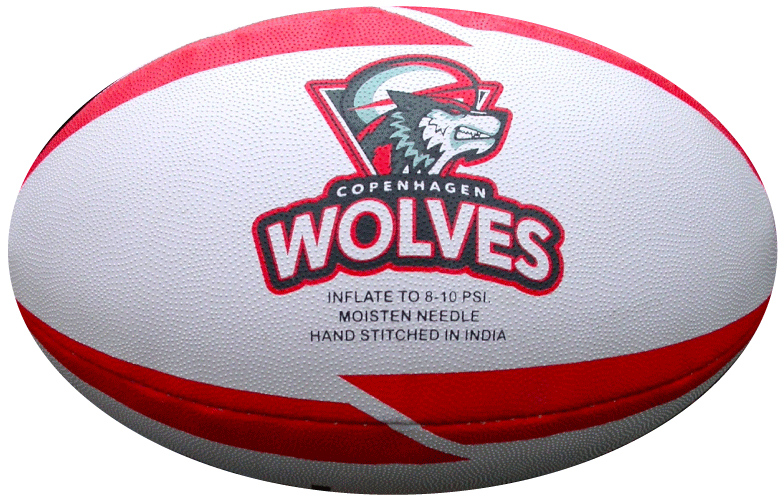 COPENHAGEN
WOLVES
INFLATE TO 8-10 PSI.
MOISTEN NEEDLE
HAND STITCHED IN INDIA